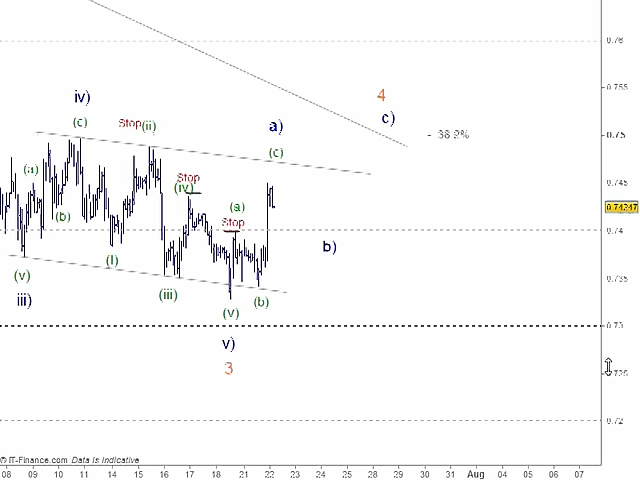 0.76
4
0.755
c)
iv)
(c)
Stop
(ii)
a)
38.2%
0.75
(c)
(a)
Stop
(iv)
0.745
(b)
(a)
Stop
0.74247
0.74
b)
(i)
(v)
0.735
iii)
(iii)
(b)
(v)
0.73
v)
3
0.725
0.72
© IT-Finance.com Data is indicative
08 09 10 11 14 15 16 17 18 21 22 23 24 25 28 29 30 31 Aug 04 05 06 07